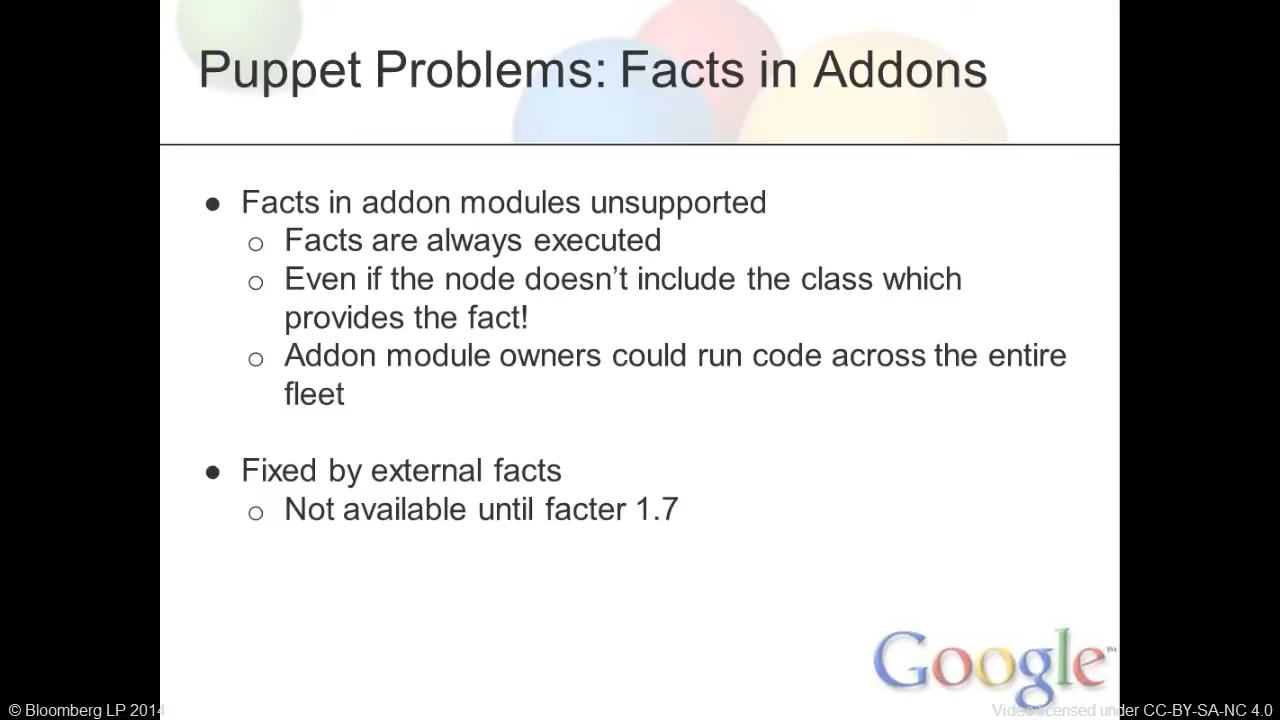 Puppet Problems: Facts in Addons
● Facts in addon modules unsupported
○ Facts are always executed
○ Even if the node doesn’t include the class which
provides the fact!
○ Addon module owners could run code across the entire
fleet
● Fixed by external facts
○ Not available until facter 1.7
Google™
© Bloomberg LP 2014
Video licensed under CC-BY-SA-NC 4.0